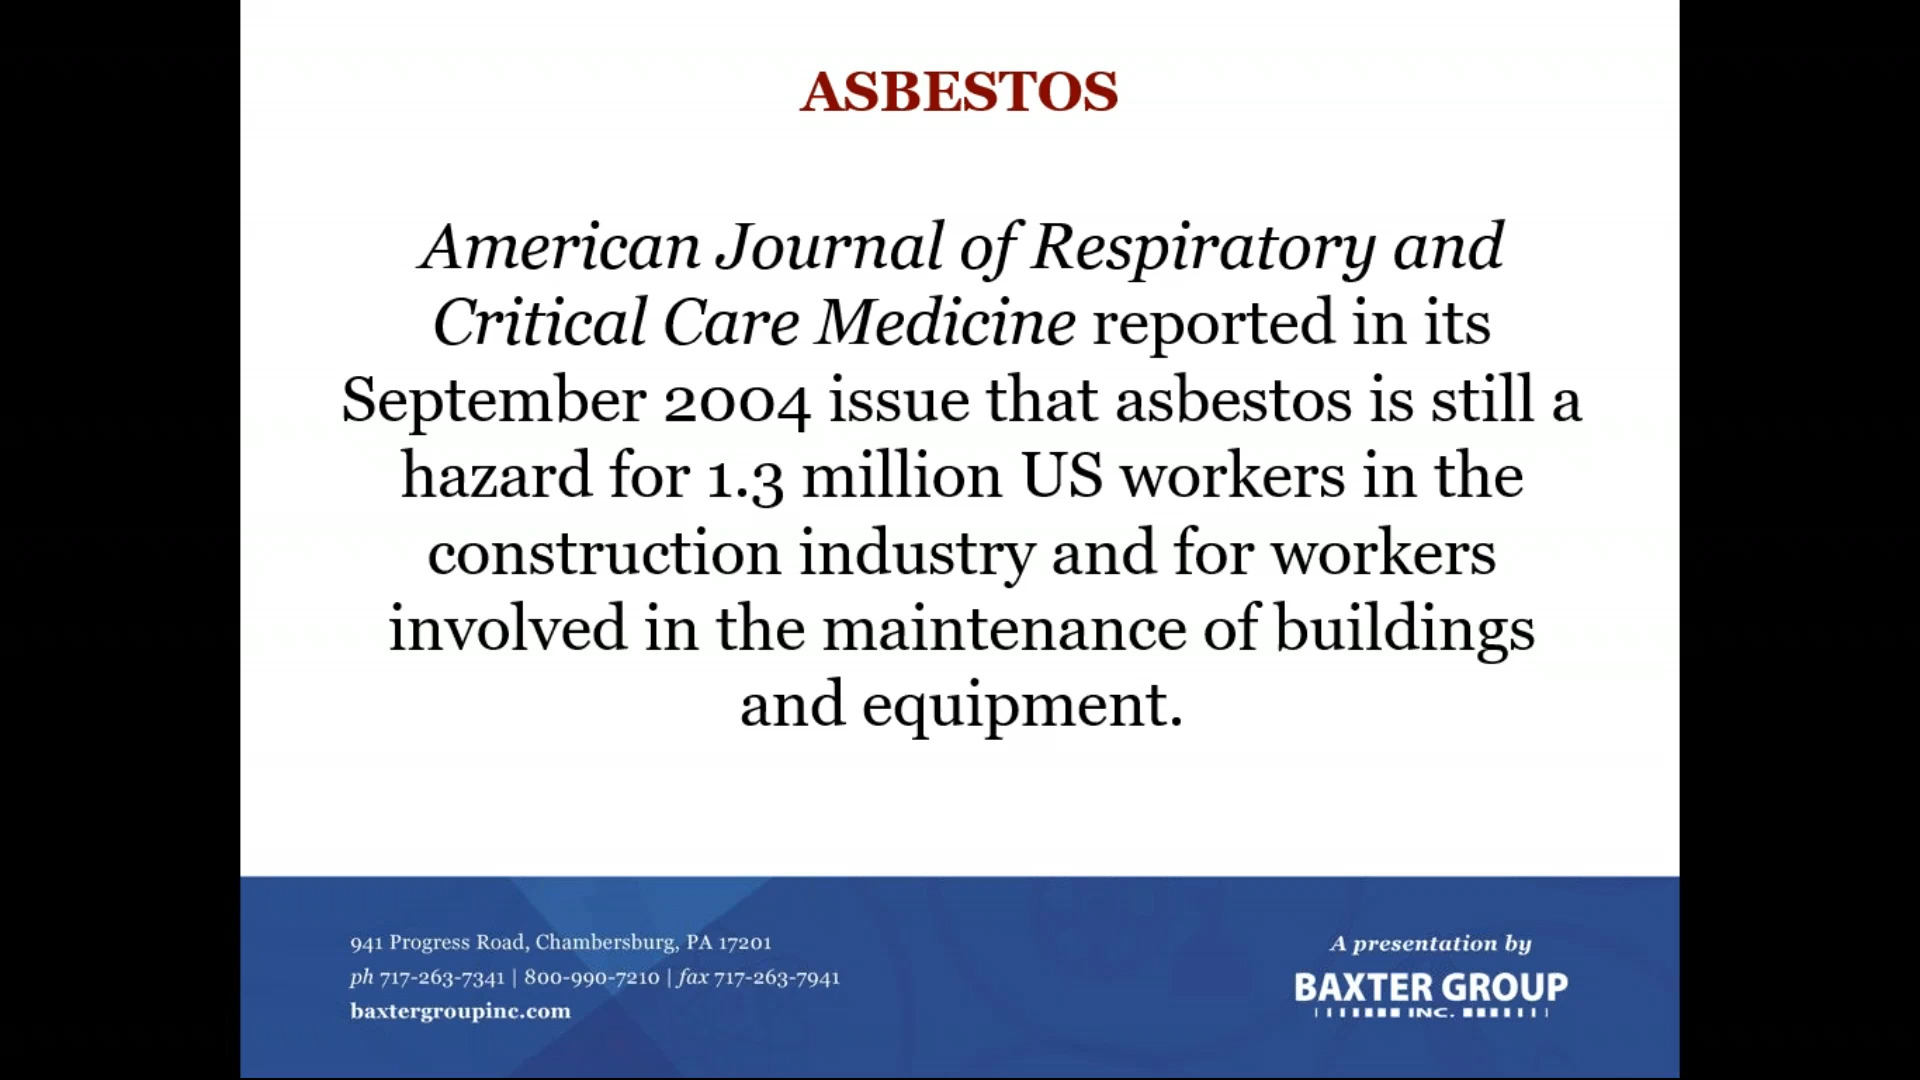 ASBESTOS
American Journal of Respiratory and
Critical Care Medicine reported in its
September 2004 issue that asbestos is still a
hazard for 1.3 million US workers in the
construction industry and for workers
involved in the maintenance of buildings
and equipment.
941 Progress Road, Chambersburg, PA 17201
ph 717-263-7341 | 800-990-7210 | fax 717-263-7941
baxtergroupinc.com
A presentation by
BAXTER GROUP
INC.